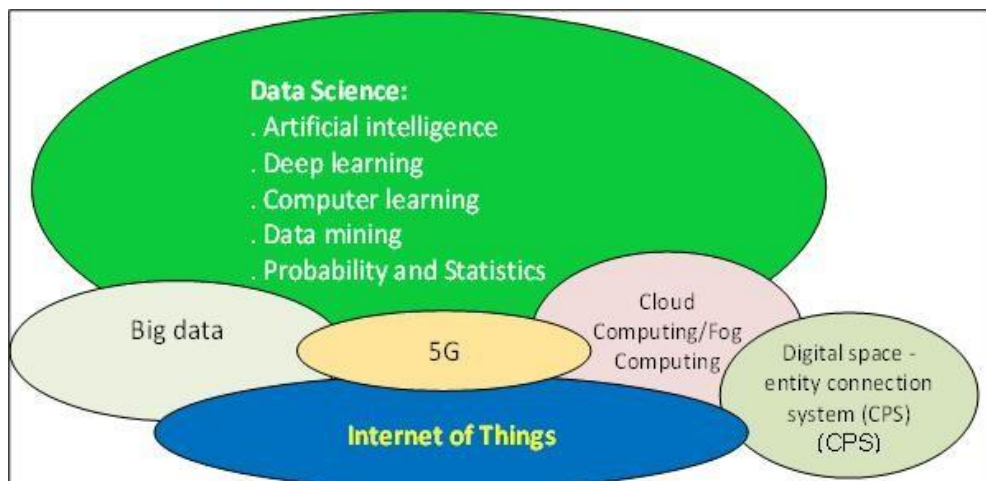 Data Science:
. Artificial intelligence
. Deep learning
. Computer learning
. Data mining
. Probability and Statistics
Big data
5G
Cloud
Computing/Fog
Computing
Digital space -
entity connection
system (CPS)
(CPS)
Internet of Things